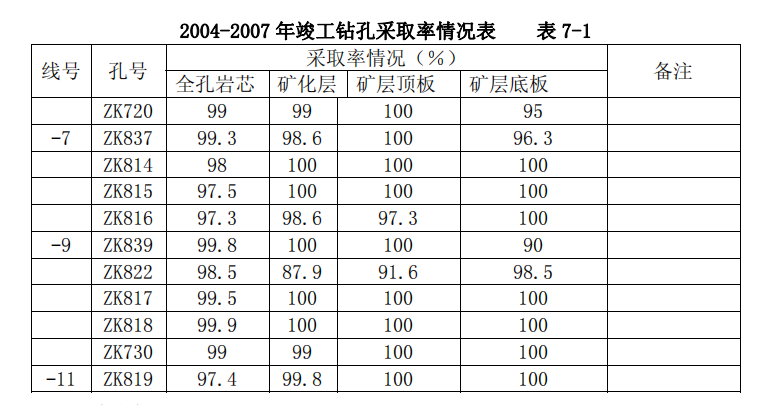 2004-2007 年竣工钻孔采取率情况表 表 7-1
线号 孔号 采取率情况（%） 备注
全孔岩芯 矿化层 矿层顶板 矿层底板
ZK720 99 99 100 95
-7 ZK837 99.3 98.6 100 96.3
ZK814 98 100 100 100
ZK815 97.5 100 100 100
ZK816 97.3 98.6 97.3 100
-9 ZK839 99.8 100 100 90
ZK822 98.5 87.9 91.6 98.5
ZK817 99.5 100 100 100
ZK818 99.9 100 100 100
ZK730 99 99 100 100
-11 ZK819 97.4 99.8 100 100